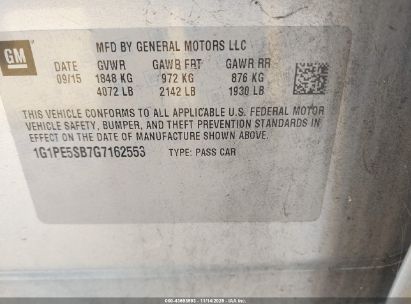 GM
MFD BY GENERAL MOTORS LLC
DATE GVWR GAWR FRT GAWR RR
09/15 1848 KG 972 KG 876 KG
4072 LB 2142 LB 1930 LB
THIS VEHICLE CONFORMS TO ALL APPLICABLE U.S. FEDERAL MOTOR
VEHICLE SAFETY, BUMPER, AND THEFT PREVENTION STANDARDS IN
EFFECT ON THE DATE OF MANUFACTURE SHOWN ABOVE.
1G1PE5SB7G7162553 TYPE: PASS CAR